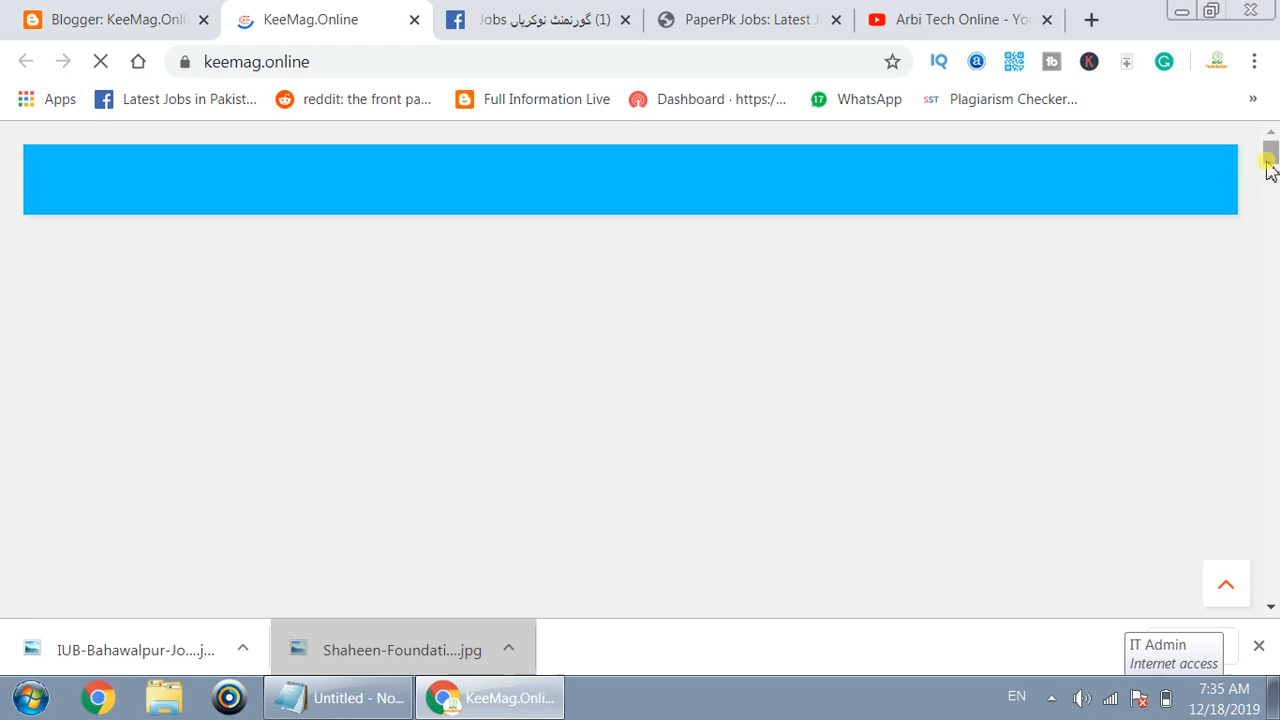 Blogger: KeeMag.Onli
KeeMag.Online
(1) گورنمنٹ نوکریاں Jobs
PaperPk Jobs: Latest J
Arbi Tech Online - Yo
keemag.online
Apps
Latest Jobs in Pakist...
reddit: the front pa...
Full Information Live
Dashboard · https:/...
17
WhatsApp
SST
Plagiarism Checker...
»
IUB-Bahawalpur-Jo....j...
Shaheen-Foundati....jpg
IT Admin
Internet access
Untitled - No...
KeeMag.Onli...
EN
7:35 AM
12/18/2019